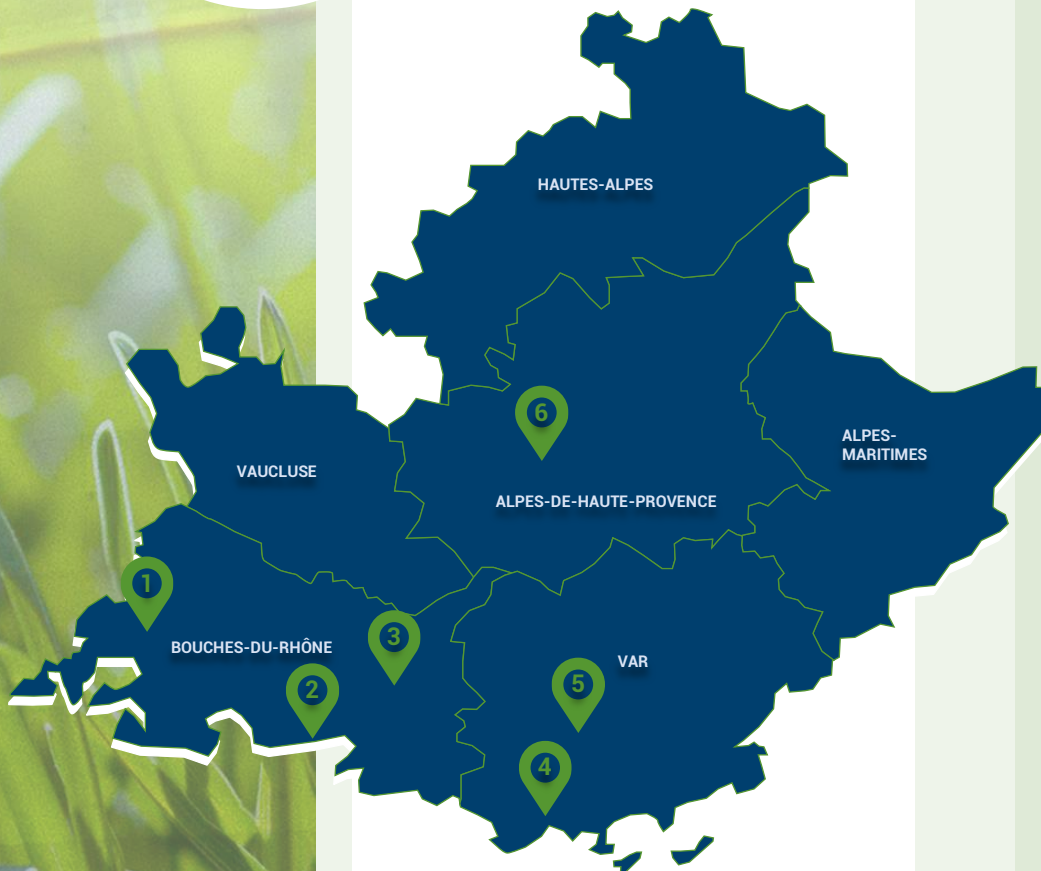 HAUTES-ALPES
6
ALPES-
MARITIMES
VAUCLUSE
ALPES-DE-HAUTE-PROVENCE
1
3
BOUCHES-DU-RHÔNE
VAR
2
5
4